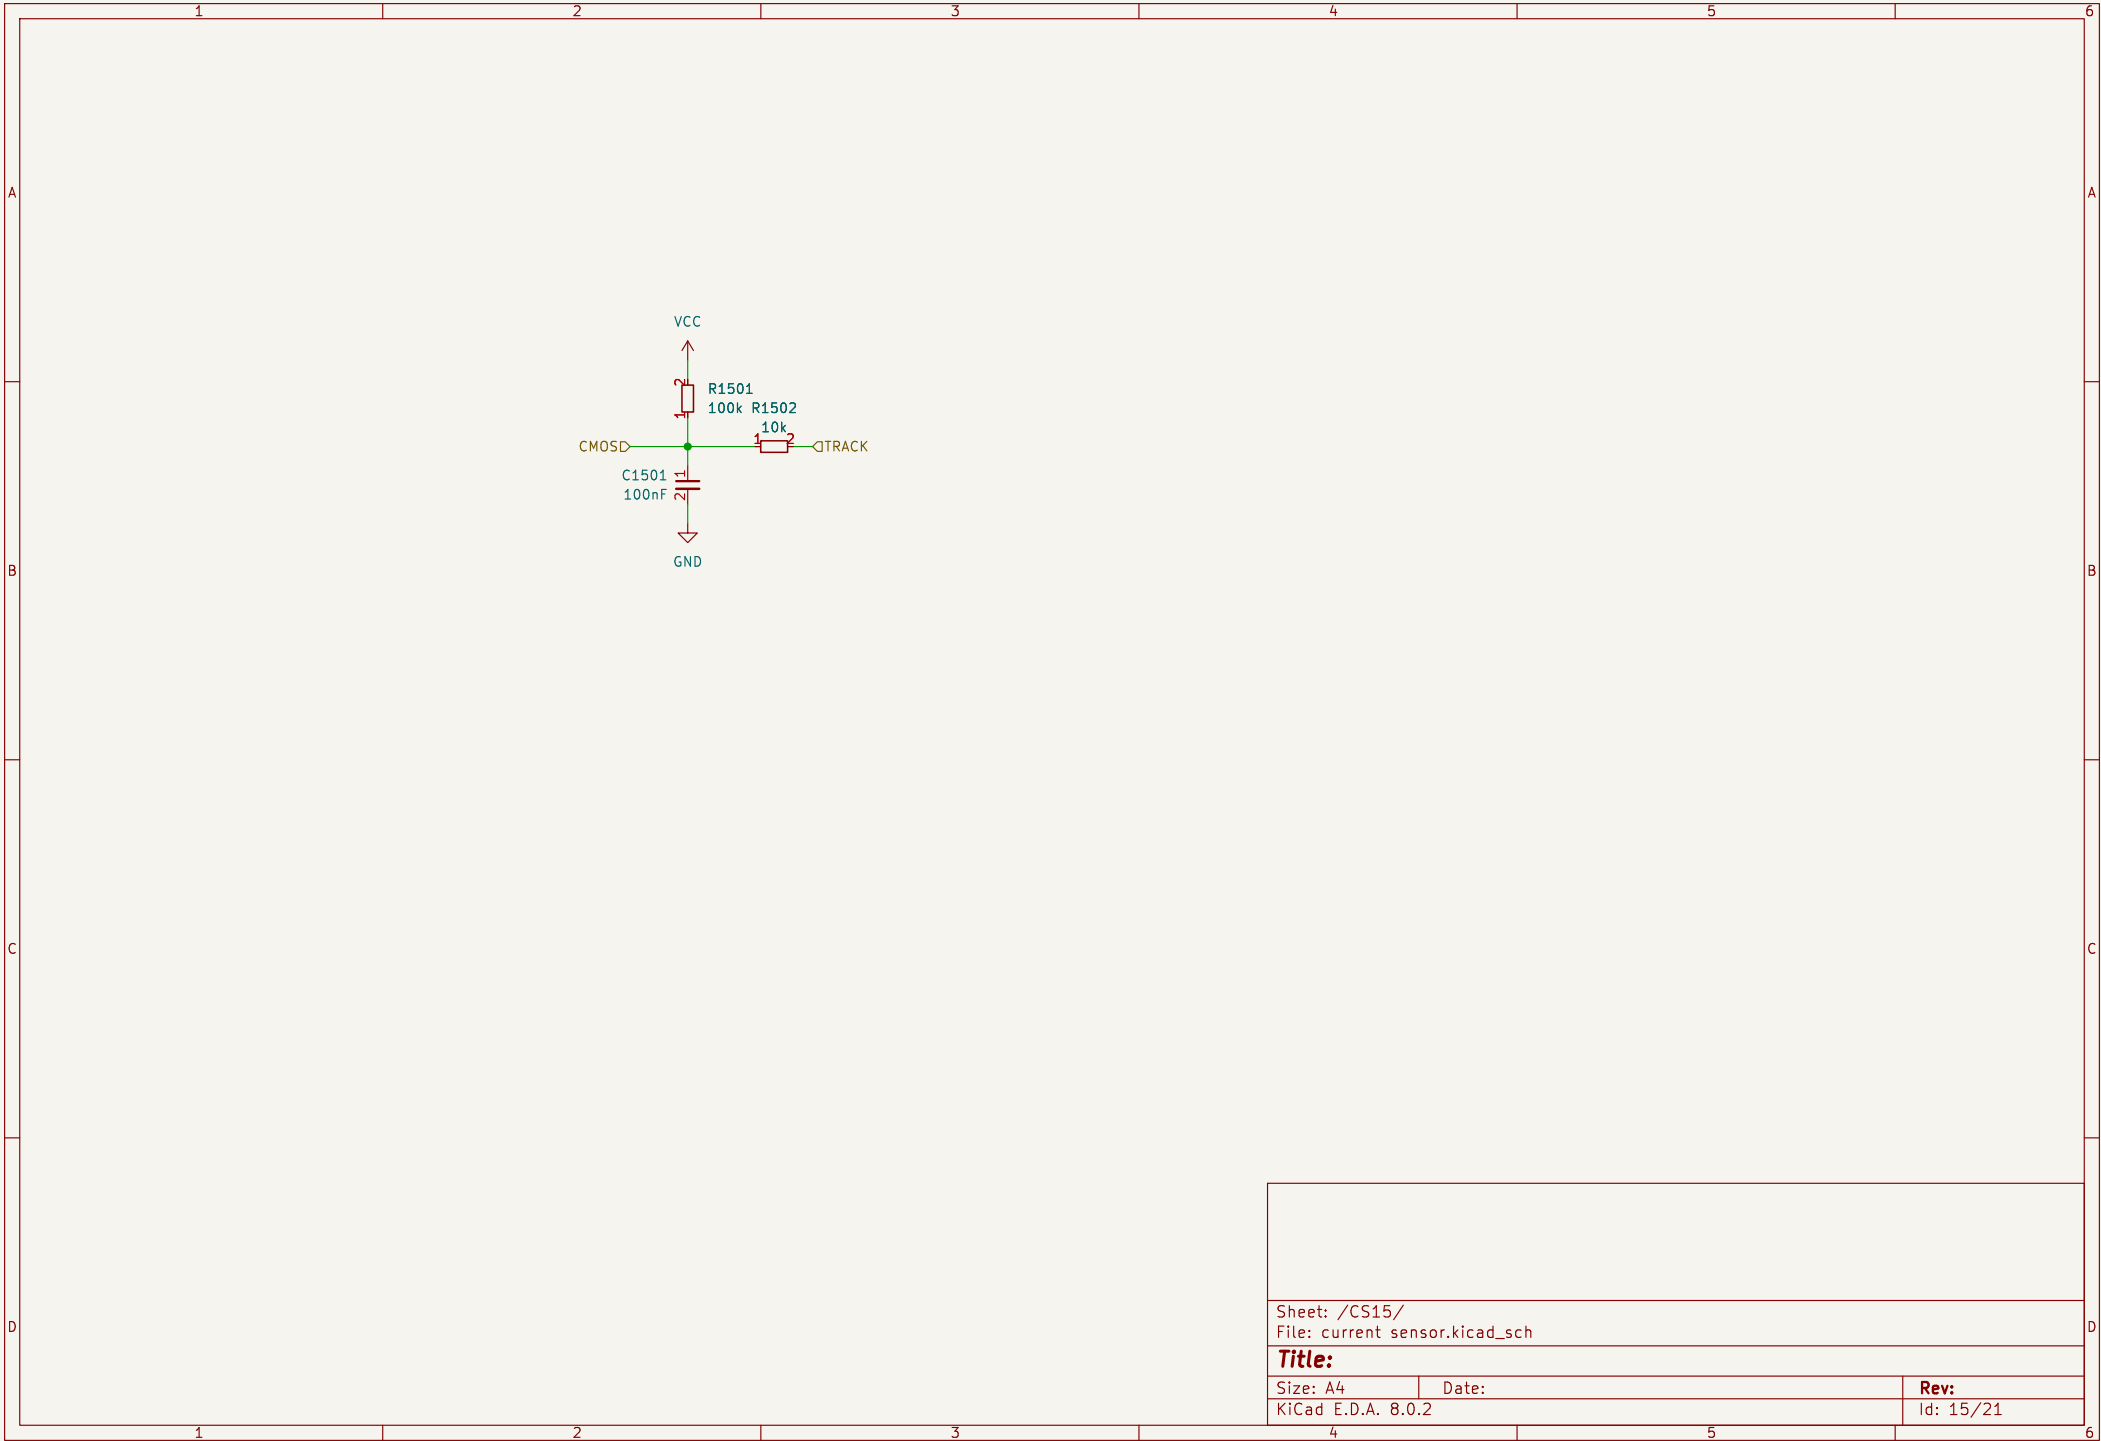 1 2 3 4 5 6
A A
VCC
2
R1501
100k R1502
1
10k
1 2
CMOS TRACK
C1501 1
100nF 2
GND
B B
C C
Sheet: /CS15/
File: current sensor.kicad_sch
D D
Title:
Size: A4 Date: Rev:
KiCad E.D.A. 8.0.2 Id: 15/21
1 2 3 4 5 6